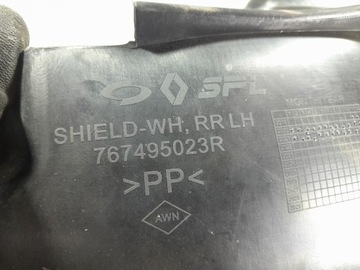 SFL
SHIELD-WH, RR LH
767495023R
>PP<
AWN